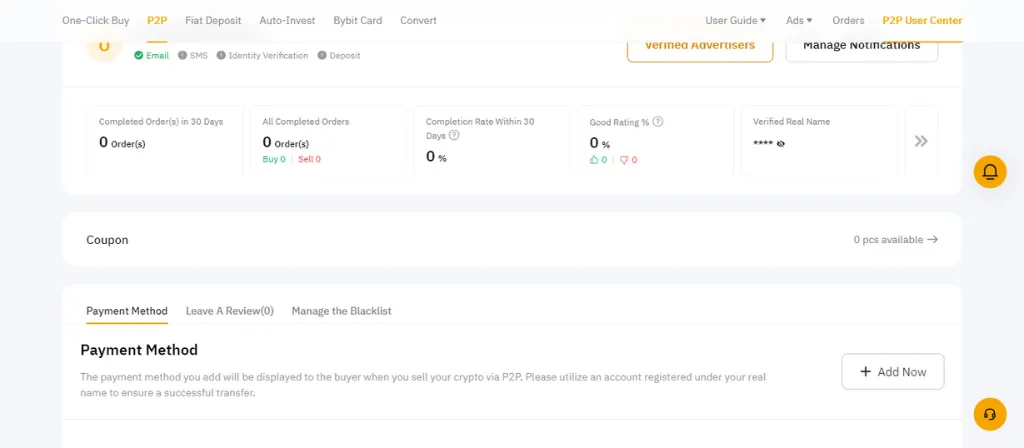 One-Click Buy P2P Fiat Deposit Auto-Invest Bybit Card Convert User Guide Ads Orders P2P User Center
U
Email SMS Identity Verification Deposit
Verified Advertisers Manage Notifications
Completed Order(s) in 30 Days
0 Order(s)
All Completed Orders
0 Order(s)
Buy 0 | Sell 0
Completion Rate Within 30
Days
0 %
Good Rating %
0 %
0 | 0
Verified Real Name
****
Coupon
0 pcs available
Payment Method Leave A Review(0) Manage the Blacklist
Payment Method
The payment method you add will be displayed to the buyer when you sell your crypto via P2P. Please utilize an account registered under your real
name to ensure a successful transfer.
+ Add Now